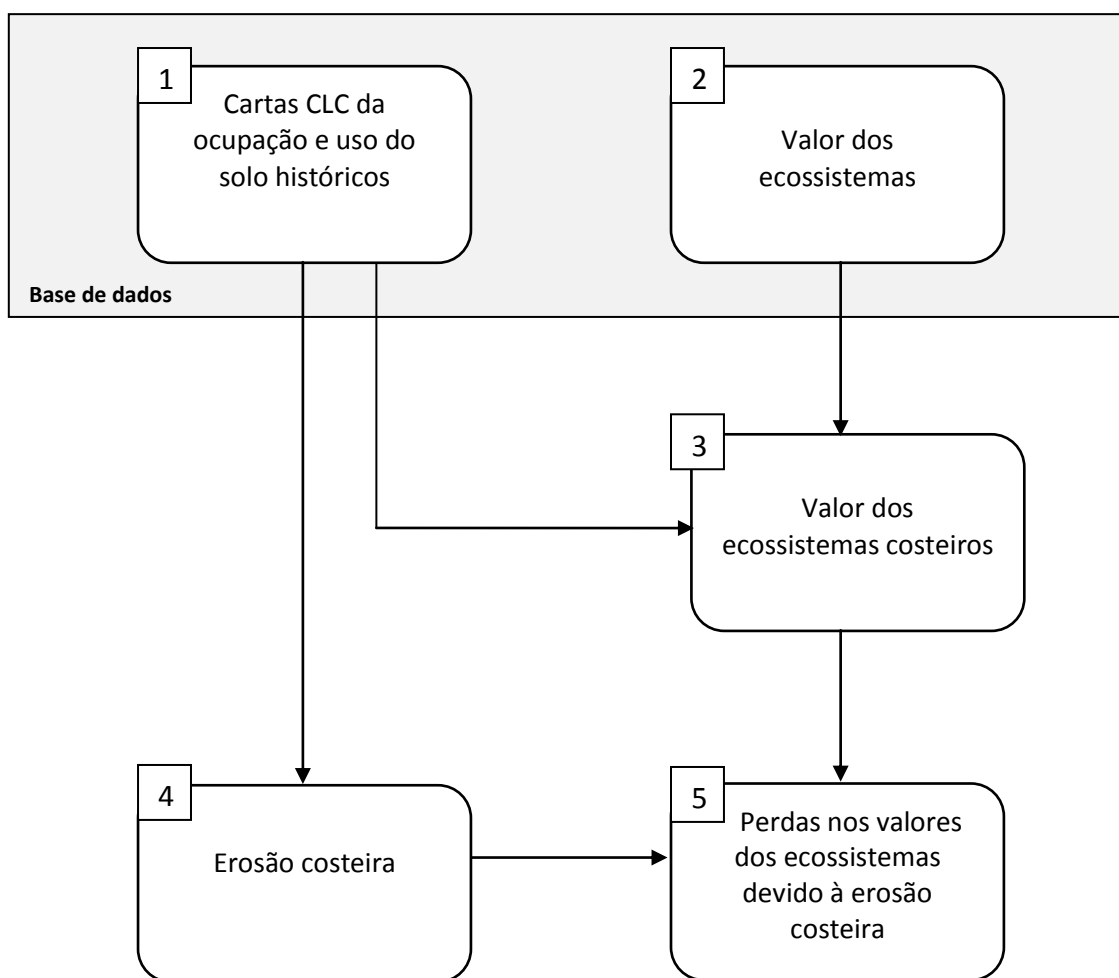 1
Cartas CLC da
ocupação e uso do
solo históricos
2
Valor dos
ecossistemas
Base de dados
3
Valor dos
ecossistemas costeiros
4
Erosão costeira
5
Perdas nos valores
dos ecossistemas
devido à erosão
costeira